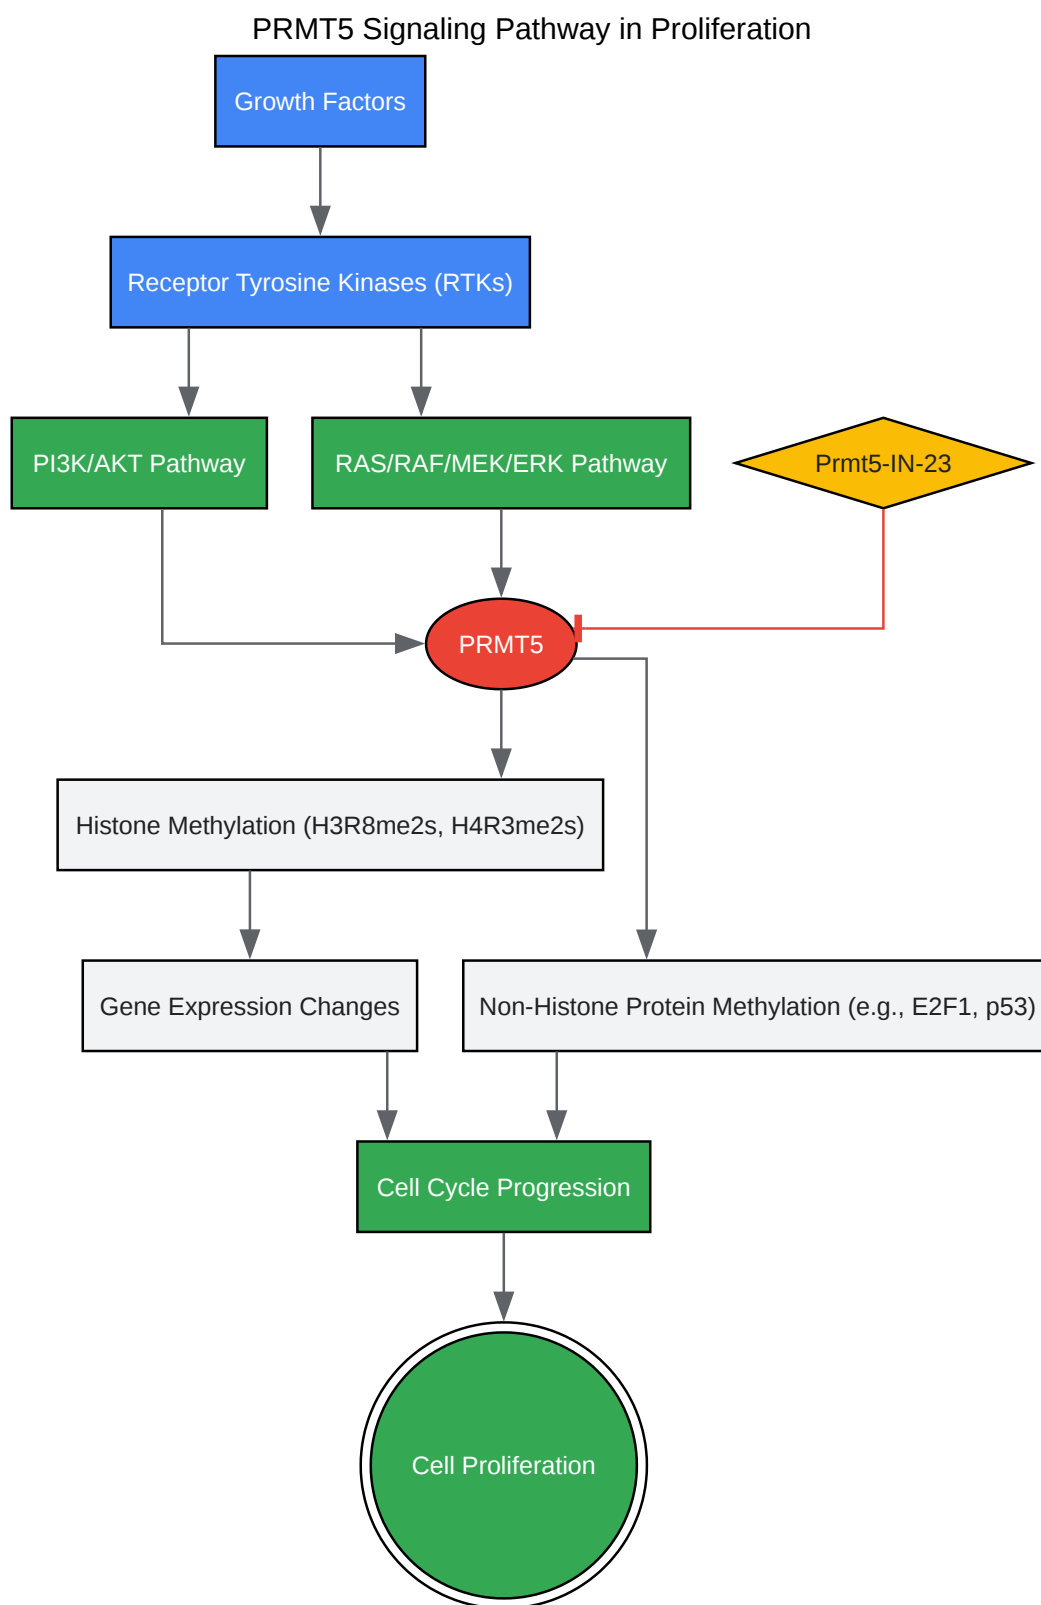 PRMT5 Signaling Pathway in Proliferation
Growth Factors
Receptor Tyrosine Kinases (RTKs)
PI3K/AKT Pathway
RAS/RAF/MEK/ERK Pathway
Prmt5-IN-23
PRMT5
Histone Methylation (H3R8me2s, H4R3me2s)
Gene Expression Changes
Non-Histone Protein Methylation (e.g., E2F1, p53)
Cell Cycle Progression
Cell Proliferation